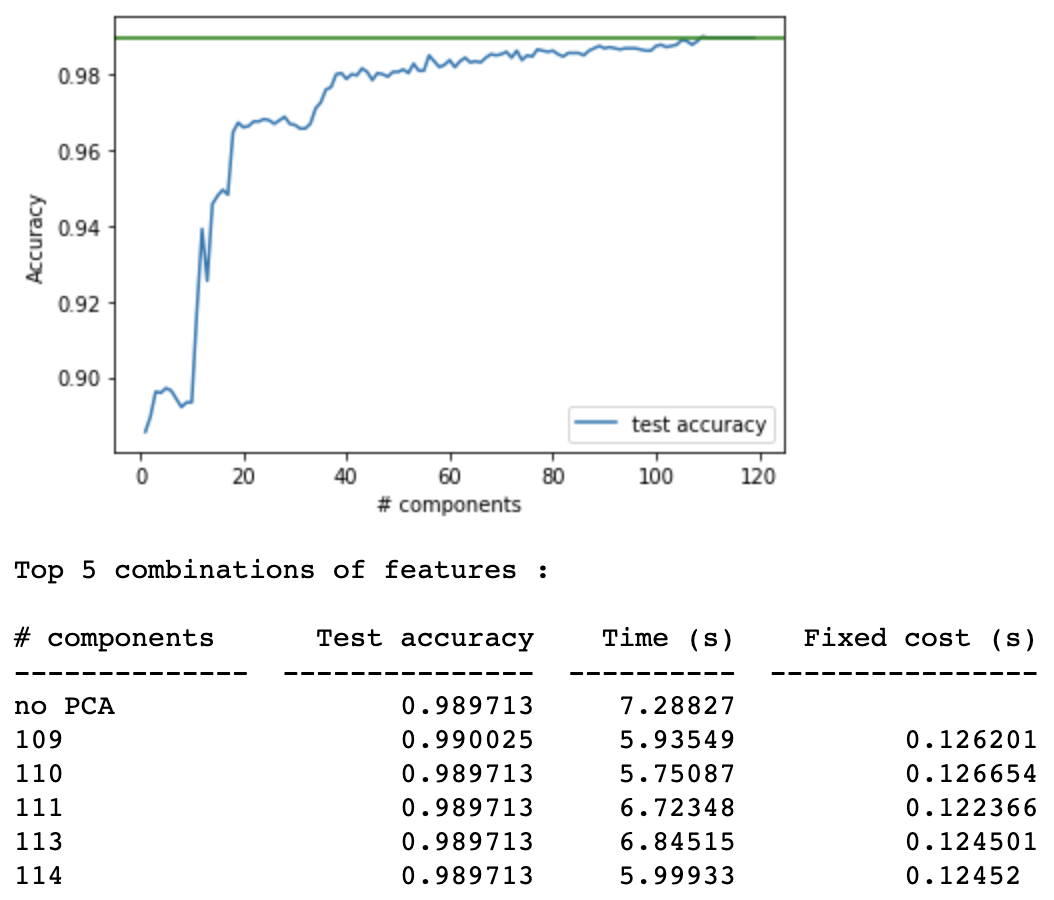 0.98
0.96
0.94
0.92
0.90
Accuracy
test accuracy
0 20 40 60 80 100 120
# components
Top 5 combinations of features :
# components Test accuracy Time (s) Fixed cost (s)
-------------- --------------- ---------- ----------------
no PCA 0.989713 7.28827
109 0.990025 5.93549 0.126201
110 0.989713 5.75087 0.126654
111 0.989713 6.72348 0.122366
113 0.989713 6.84515 0.124501
114 0.989713 5.99933 0.12452